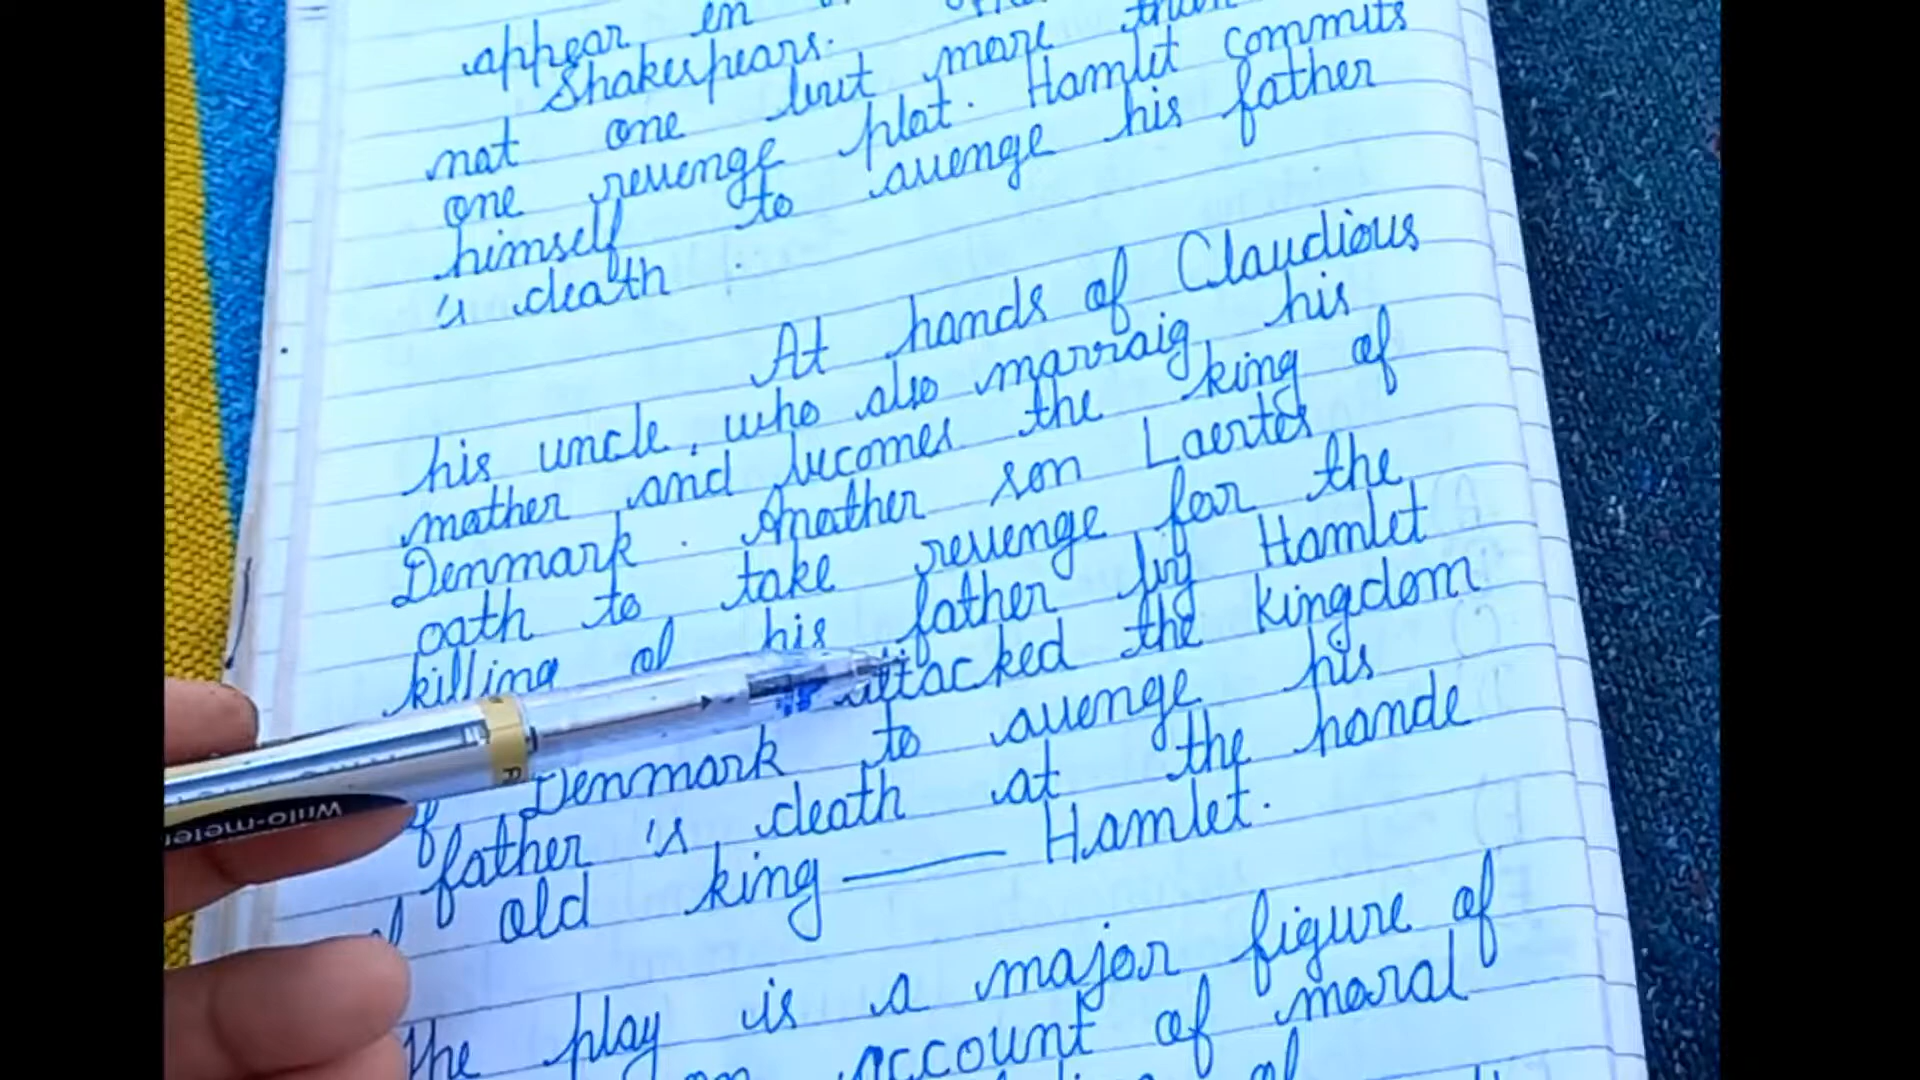 appear in
Shakespears.
not one but more than
one revenge plot. Hamlet commits
himself to avenge his father
's death
At hands of Claudious
his uncle, who also marraig his
mother and becomes the king of
Denmark. Another son Laertes
oath to take revenge for the
killing of his father by Hamlet
attacked the kingdom
of Denmark to avenge his
father 's death at the hande
of old king — Hamlet.
The play is a major figure of
account of moral
of